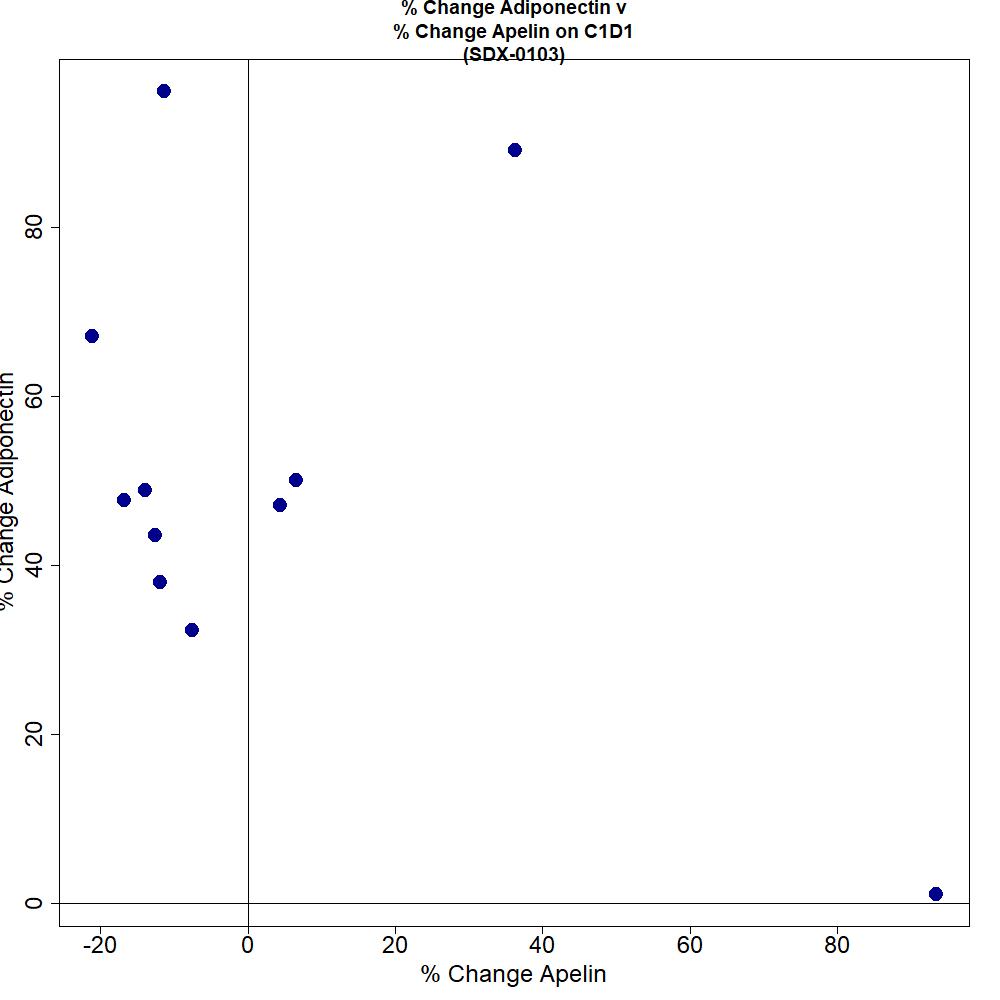 % Change Adiponectin v
% Change Apelin on C1D1
(SDX-0103)
80
60
40
20
0
% Change Adiponectin
-20 0 20 40 60 80
% Change Apelin